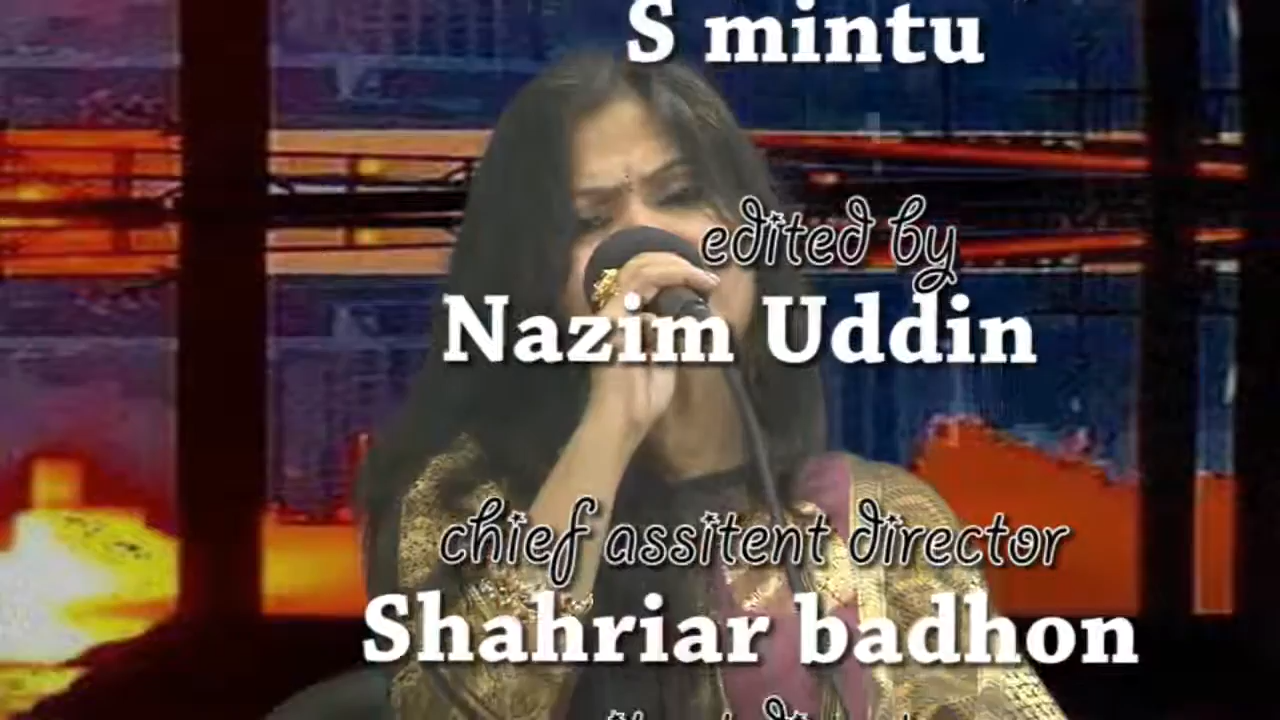 S mintu
edited by
Nazim Uddin
chief assitent director
Shahriar badhon